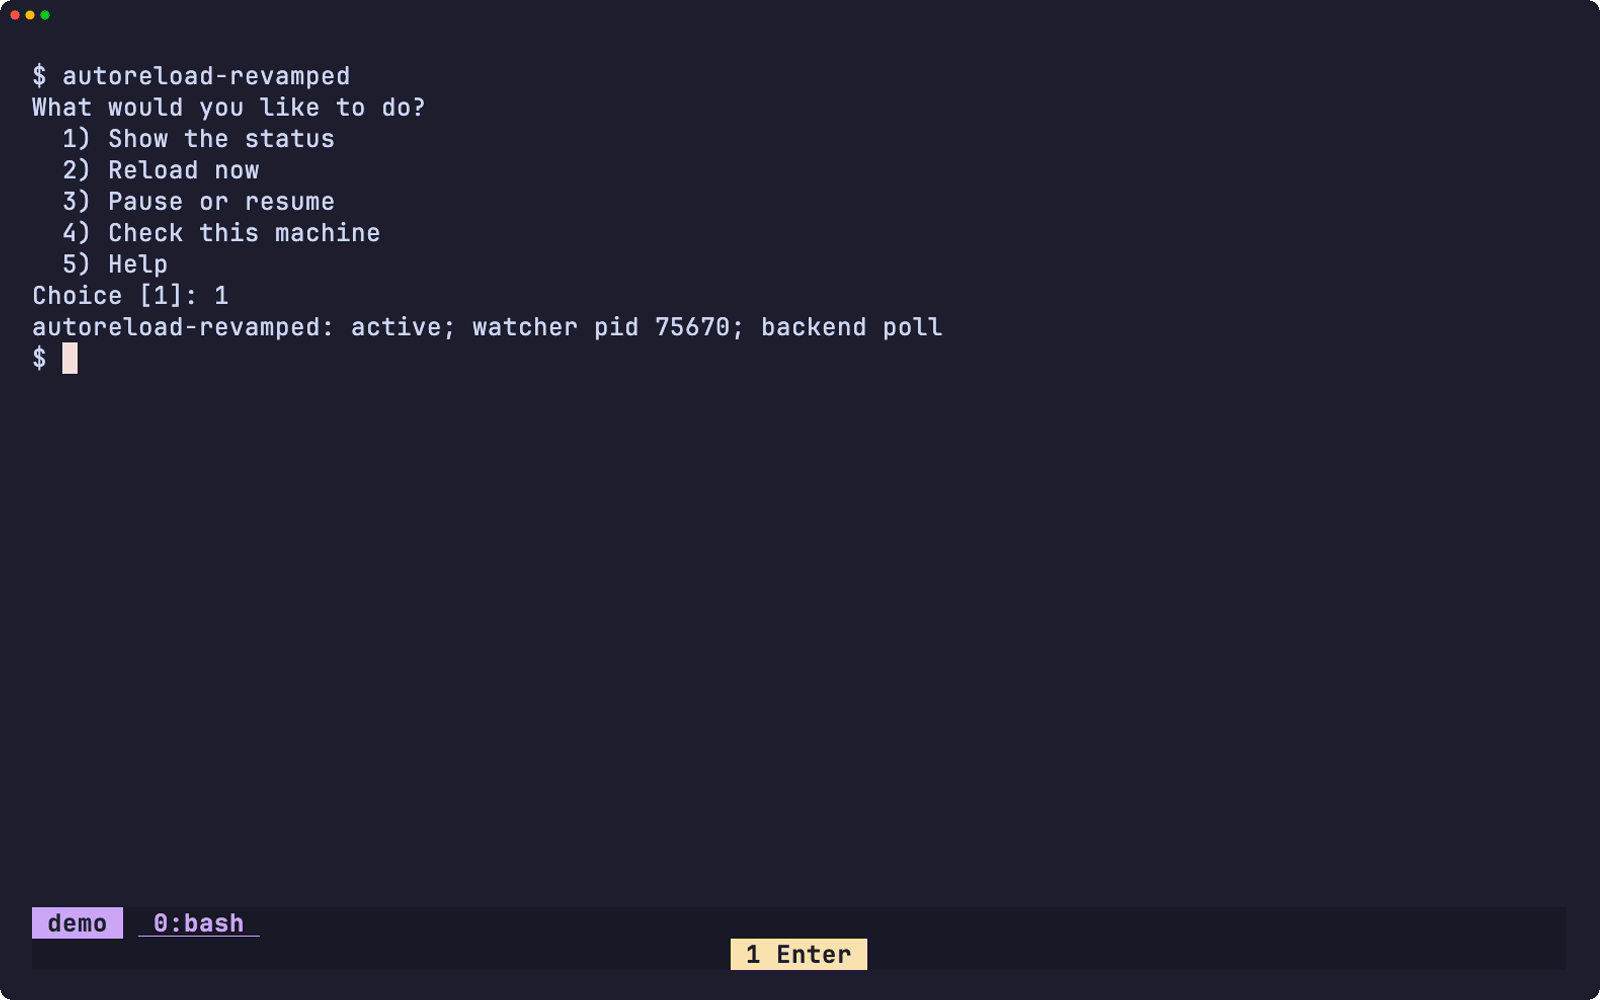 $ autoreload-revamped
What would you like to do?
  1) Show the status
  2) Reload now
  3) Pause or resume
  4) Check this machine
  5) Help
Choice [1]: 1
autoreload-revamped: active; watcher pid 75670; backend poll
$
demo 0:bash
1 Enter